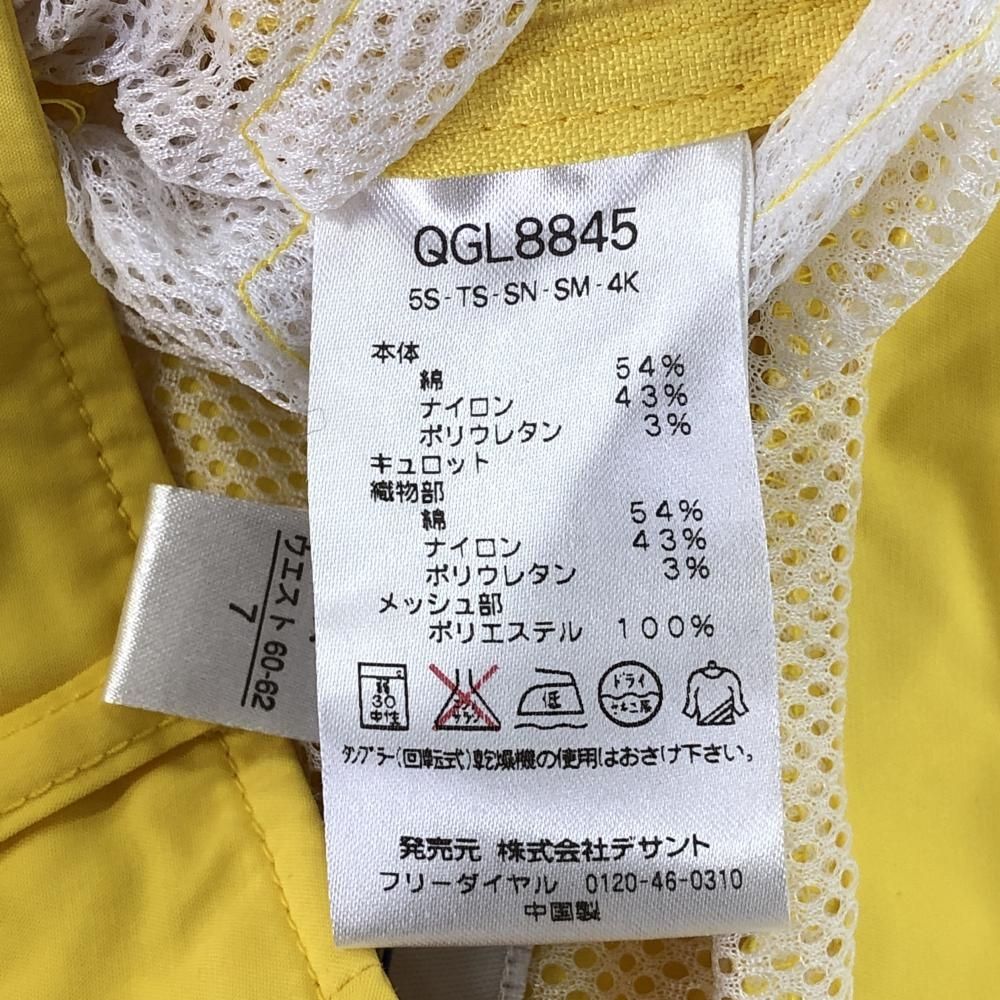 QGL8845
5S-TS-SN-SM-4K
本体
綿 54%
ナイロン 43%
ポリウレタン 3%
キュロット
織物部
綿 54%
ナイロン 43%
ポリウレタン 3%
メッシュ部
ポリエステル 100%
弱
30
中性
低
ドライ
タンブラー(回転式)乾燥機の使用はおさけ下さい。
発売元 株式会社デサント
フリーダイヤル 0120-46-0310
中国
ウエスト 60-62
7